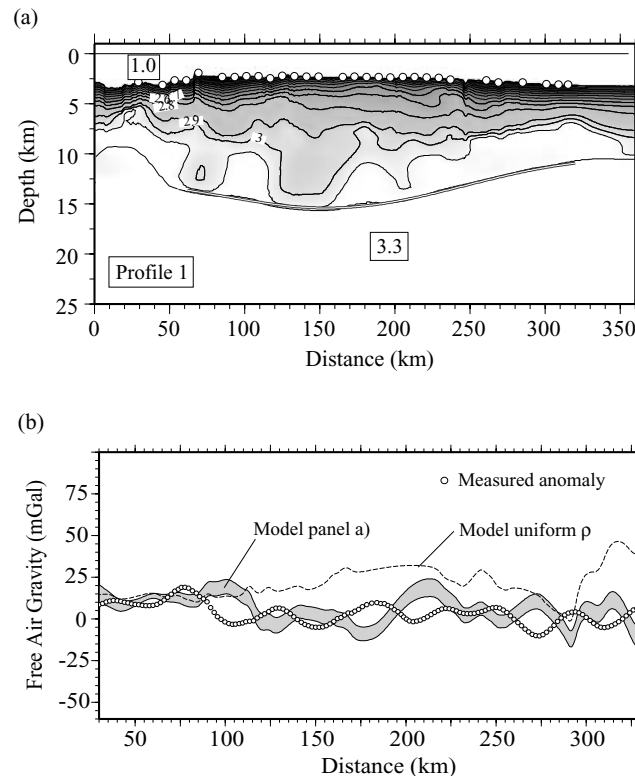 (a)
0
5
10
15
20
25
Depth (km)
1.0
2.8
2.9
3
3.3
Profile 1
0 50 100 150 200 250 300 350
Distance (km)
(b)
75
50
25
0
-25
-50
Free Air Gravity (mGal)
Measured anomaly
Model panel a)
Model uniform ρ
50 100 150 200 250 300
Distance (km)